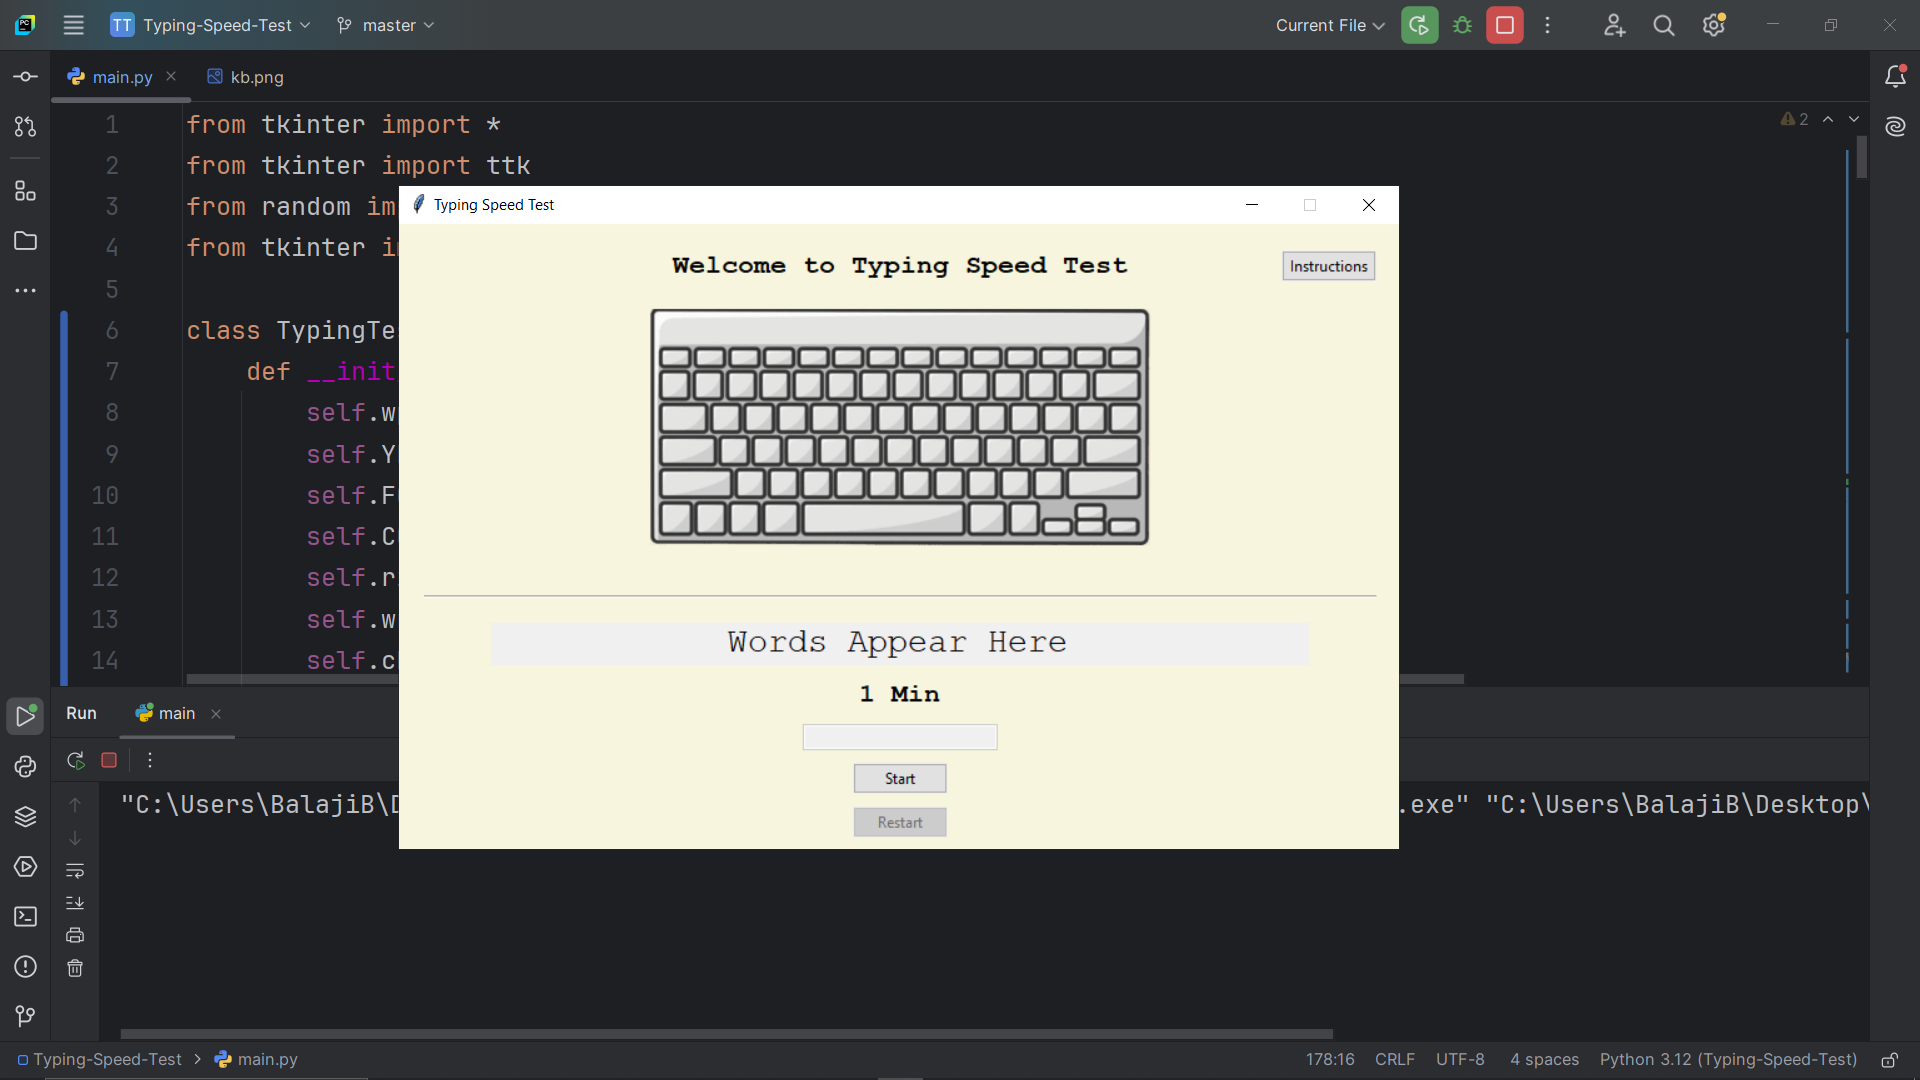 TT Typing-Speed-Test master Current File
main.py kb.png
1 from tkinter import *
2
2 from tkinter import ttk
3 from random im
4 from tkinter i
5
6 class TypingTe
7 def __init
8 self.w
9 self.Y
10 self.F
11 self.C
12 self.r
13 self.w
14 self.c
Typing Speed Test
Welcome to Typing Speed Test
Instructions
Words Appear Here
1 Min
Start
Restart
Run main
"C:\Users\BalajiB\D .exe" "C:\Users\BalajiB\Desktop\
Typing-Speed-Test > main.py 178:16 CRLF UTF-8 4 spaces Python 3.12 (Typing-Speed-Test)